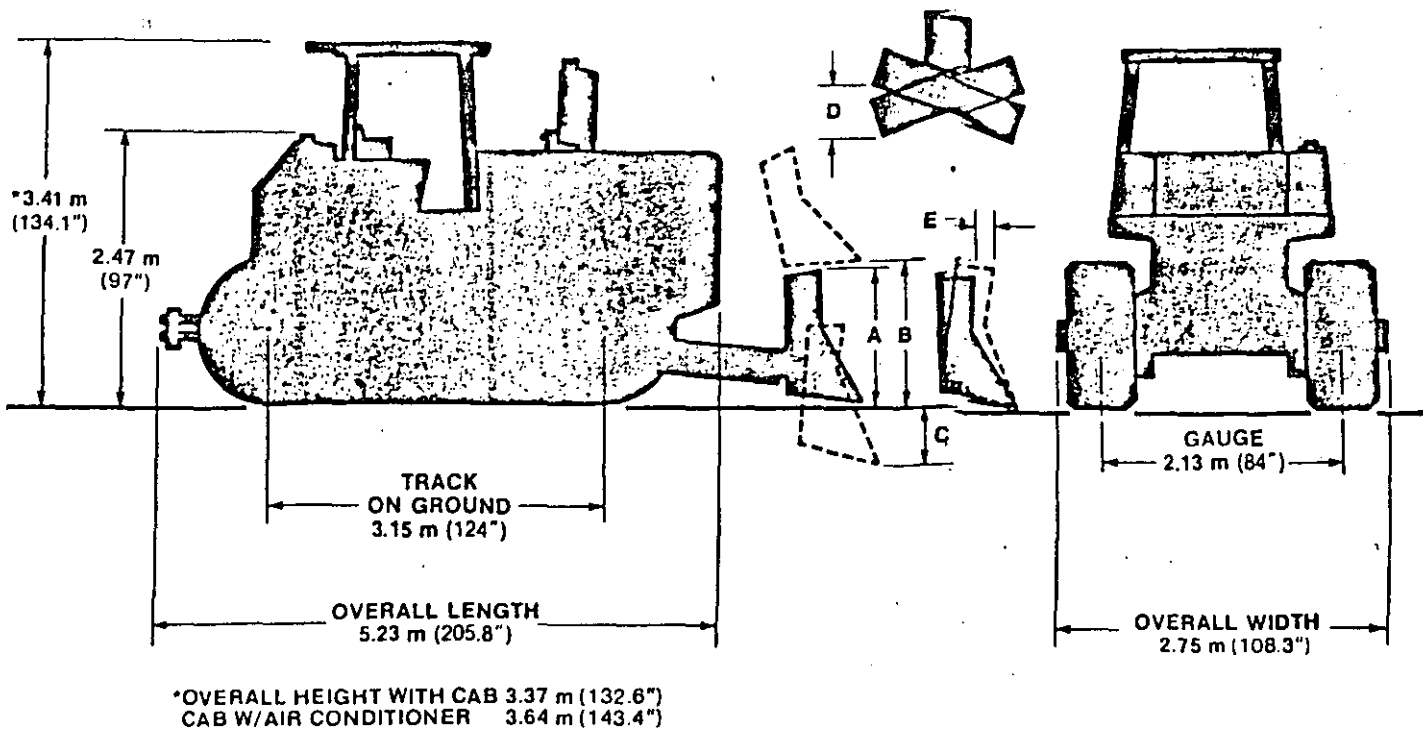 *3.41 m
(134.1")
2.47 m
(97")
D
E
A
B
C
TRACK
ON GROUND
3.15 m (124")
GAUGE
2.13 m (84")
OVERALL LENGTH
5.23 m (205.8")
OVERALL WIDTH
2.75 m (108.3")
*OVERALL HEIGHT WITH CAB 3.37 m (132.6")
CAB W/AIR CONDITIONER 3.64 m (143.4")